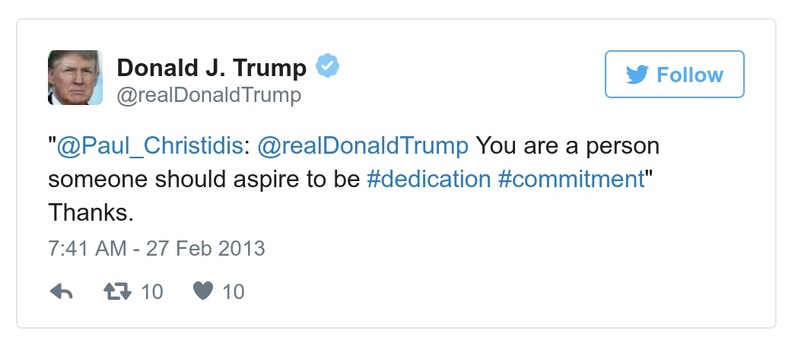 Donald J. Trump
@realDonaldTrump
Follow
"@Paul_Christidis: @realDonaldTrump You are a person
someone should aspire to be #dedication #commitment"
Thanks.
7:41 AM - 27 Feb 2013
10 10